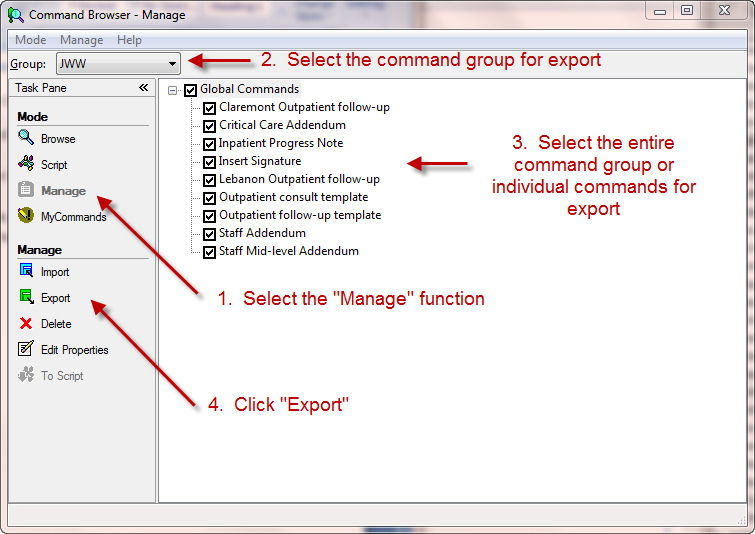 Command Browser - Manage
Mode Manage Help
Group: JWW
2. Select the command group for export
Task Pane «
Mode
Browse
Script
Manage
MyCommands
Manage
Import
Export
Delete
Edit Properties
To Script
Global Commands
Claremont Outpatient follow-up
Critical Care Addendum
Inpatient Progress Note
Insert Signature
Lebanon Outpatient follow-up
Outpatient consult template
Outpatient follow-up template
Staff Addendum
Staff Mid-level Addendum
3. Select the entire
command group or
individual commands for
export
1. Select the "Manage" function
4. Click "Export"